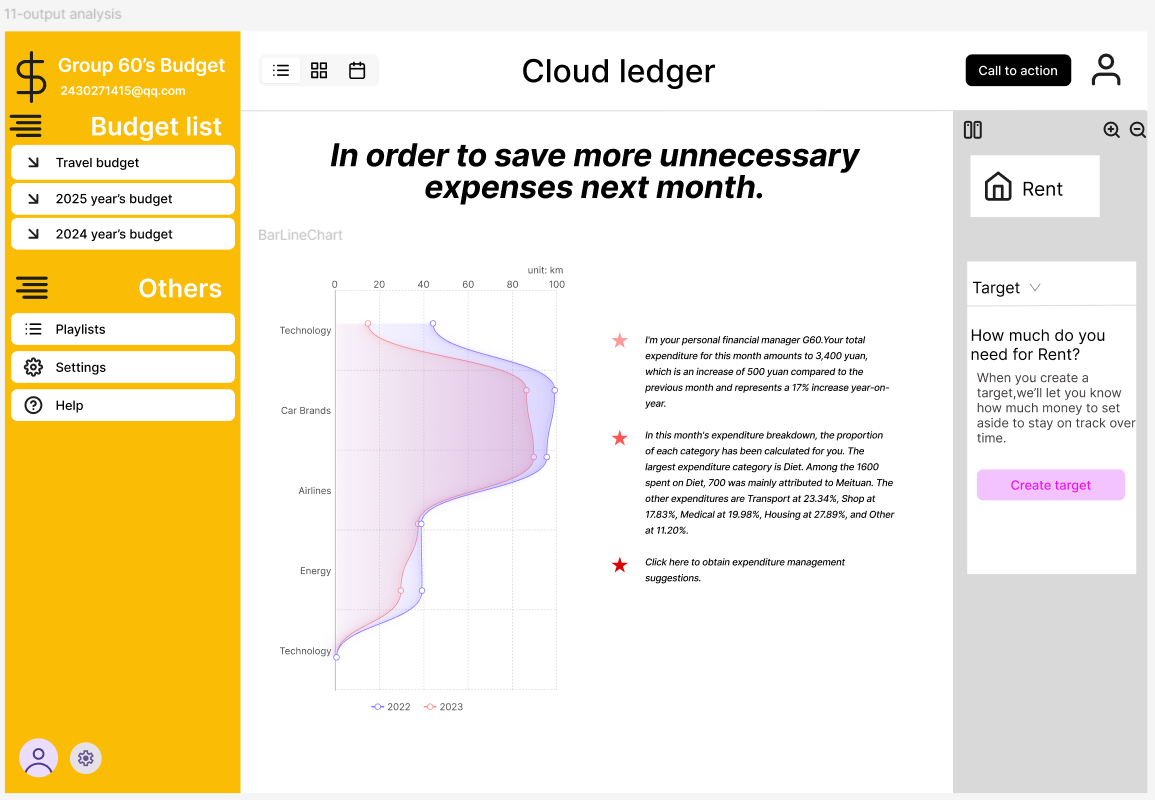 11-output analysis
Group 60's Budget
2430271415@qq.com
Budget list
Travel budget
2025 year's budget
2024 year's budget
Others
Playlists
Settings
Help
Cloud ledger
Call to action
In order to save more unnecessary
expenses next month.
BarLineChart
unit: km
0 20 40 60 80 100
Technology
Car Brands
Airlines
Energy
Technology
2022 2023
I'm your personal financial manager G60.Your total
expenditure for this month amounts to 3,400 yuan,
which is an increase of 500 yuan compared to the
previous month and represents a 17% increase year-on-
year.
In this month's expenditure breakdown, the proportion
of each category has been calculated for you. The
largest expenditure category is Diet. Among the 1600
spent on Diet, 700 was mainly attributed to Meituan. The
other expenditures are Transport at 23.34%, Shop at
17.83%, Medical at 19.98%, Housing at 27.89%, and Other
at 11.20%.
Click here to obtain expenditure management
suggestions.
Rent
Target
How much do you
need for Rent?
When you create a
target,we'll let you know
how much money to set
aside to stay on track over
time.
Create target